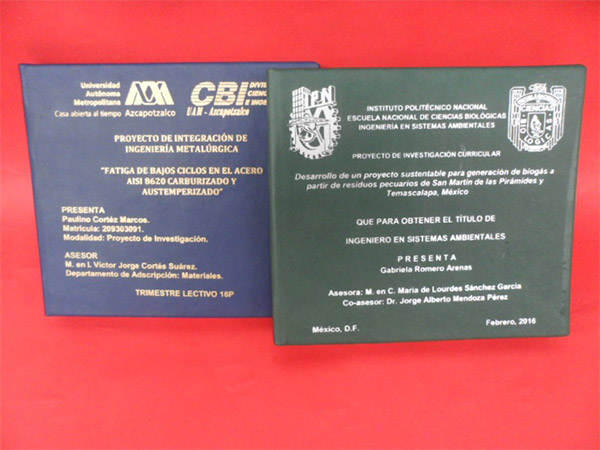 Universidad
Autónoma
Metropolitana
Casa abierta al tiempo Azcapotzalco
CBI
UAM - Azcapotzalco
PROYECTO DE INTEGRACIÓN DE
INGENIERÍA METALÚRGICA
"FATIGA DE BAJOS CICLOS EN EL ACERO
AISI 8620 CARBURIZADO Y
AUSTEMPERIZADO"
PRESENTA
Paulino Cortéz Marcos.
Matrícula: 209303091.
Modalidad: Proyecto de Investigación.
ASESOR
M. en I. Víctor Jorge Cortés Suárez.
Departamento de Adscripción: Materiales.
TRIMESTRE LECTIVO 16P
IPN
INSTITUTO POLITÉCNICO NACIONAL
ESCUELA NACIONAL DE CIENCIAS BIOLÓGICAS
INGENIERÍA EN SISTEMAS AMBIENTALES
CIENCIAS
PROYECTO DE INVESTIGACIÓN CURRICULAR
Desarrollo de un proyecto sustentable para generación de biogás a
partir de residuos pecuarios de San Martín de las Pirámides y
Temascalapa, México
QUE PARA OBTENER EL TÍTULO DE
INGENIERO EN SISTEMAS AMBIENTALES
PRESENTA
Gabriela Romero Arenas
Asesora: M. en C. María de Lourdes Sánchez García
Co-asesor: Dr. Jorge Alberto Mendoza Pérez
México, D.F. Febrero, 2016